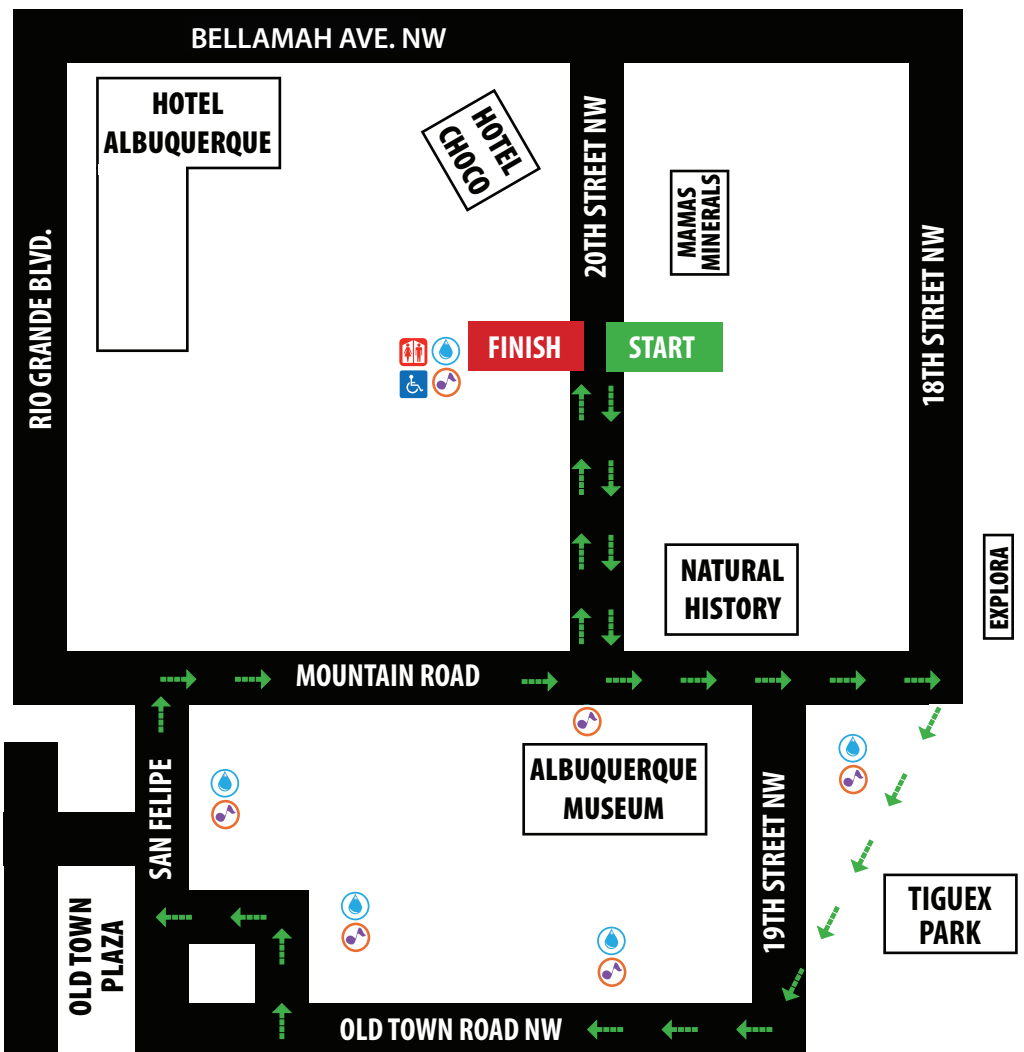 BELLAMAH AVE. NW
HOTEL
ALBUQUERQUE
HOTEL
CHOCO
20TH STREET NW
MAMAS
MINERALS
RIO GRANDE BLVD.
18TH STREET NW
FINISH
START
NATURAL
HISTORY
EXPLORA
MOUNTAIN ROAD
SAN FELIPE
ALBUQUERQUE
MUSEUM
19TH STREET NW
TIGUEX
PARK
OLD TOWN
PLAZA
OLD TOWN ROAD NW